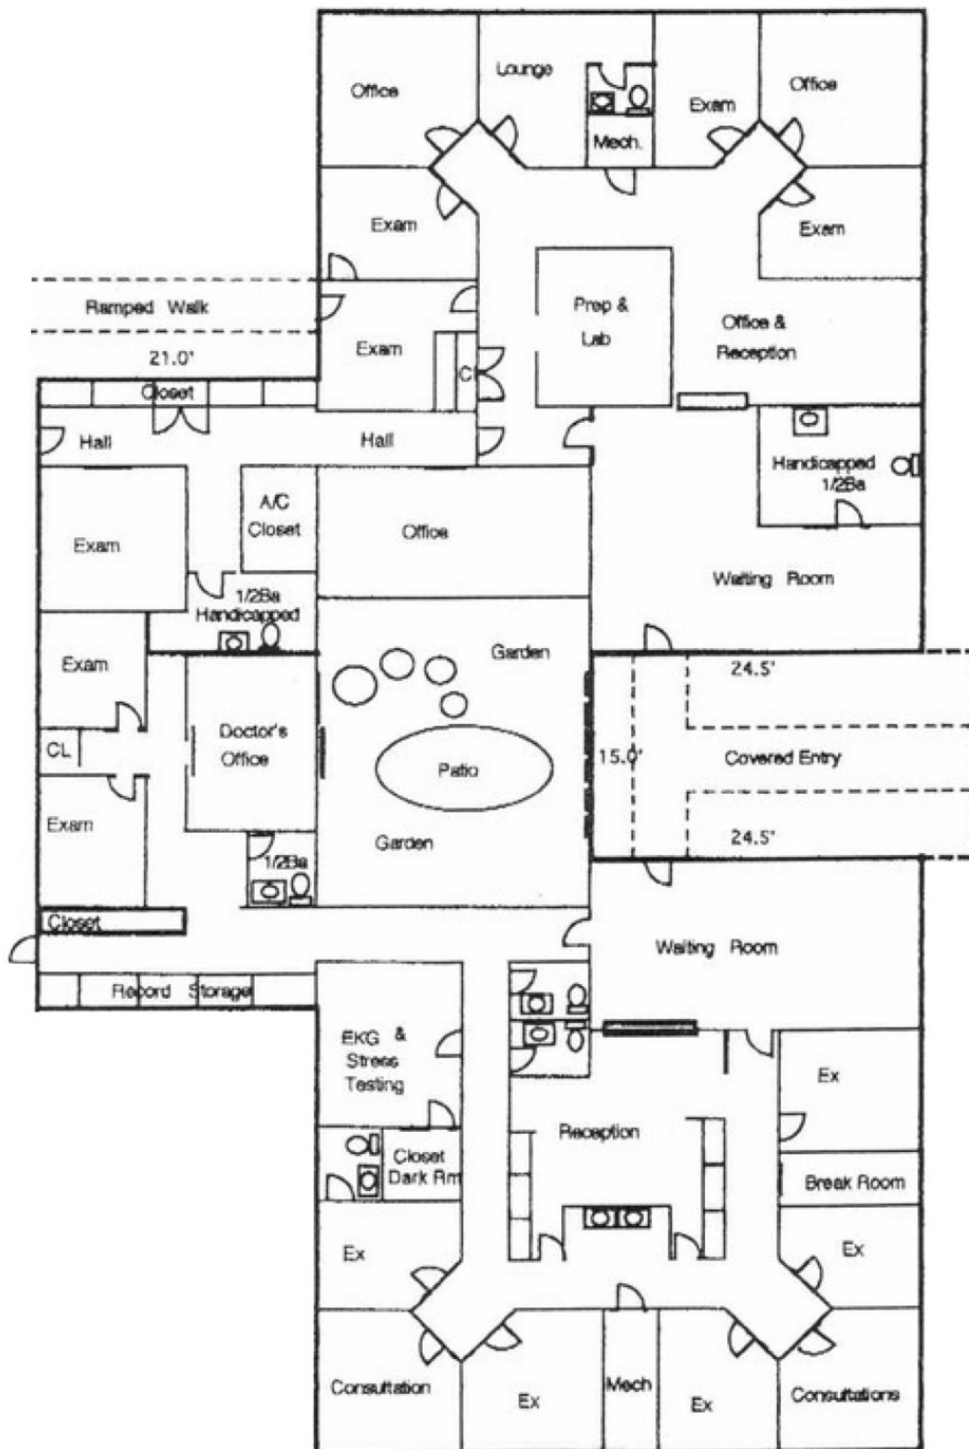 Office
Lounge
Exam
Office
Mech.
Exam
Exam
Ramped Walk
21.0'
Exam
Prep &
Lab
Office &
Reception
Closet
Cl
Hall
Hall
Handicapped
1/2Ba
A/C
Closet
Office
Exam
1/2Ba
Handicapped
Waiting Room
Exam
Garden
24.5'
CL
Doctor's
Office
Patio
15.0'
Covered Entry
Exam
Garden
24.5'
1/2Ba
Closet
Waiting Room
Record Storage
EKG &
Stress
Testing
Ex
Reception
Closet
Dark Rm
Break Room
Ex
Ex
Consultation
Ex
Mech
Ex
Consultations